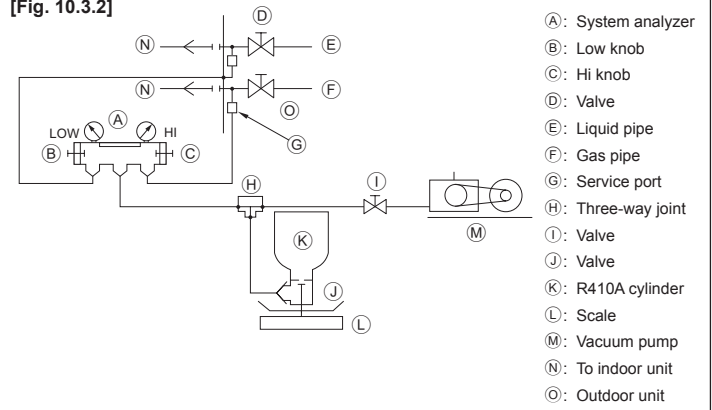 [Fig. 10.3.2]
Ⓓ
Ⓝ Ⓔ
Ⓝ Ⓕ
Ⓐ Ⓞ
LOW HI
Ⓑ Ⓒ Ⓖ
Ⓗ Ⓘ
Ⓚ Ⓜ
Ⓙ
Ⓛ
Ⓐ: System analyzer
Ⓑ: Low knob
Ⓒ: Hi knob
Ⓓ: Valve
Ⓔ: Liquid pipe
Ⓕ: Gas pipe
Ⓖ: Service port
Ⓗ: Three-way joint
Ⓘ: Valve
Ⓙ: Valve
Ⓚ: R410A cylinder
Ⓛ: Scale
Ⓜ: Vacuum pump
Ⓝ: To indoor unit
Ⓞ: Outdoor unit